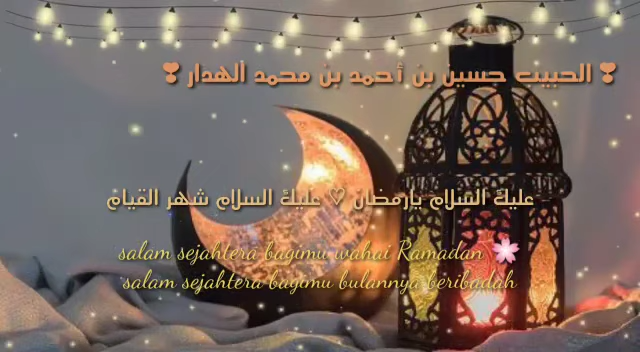 ❣ الحبيب حسين بن أحمد بن محمد الهدار ❣
عليك السلام يارمضان ♡ عليك السلام شهر القيام
salam sejahtera bagimu wahai Ramadan 🌸
salam sejahtera bagimu bulannya beribadah